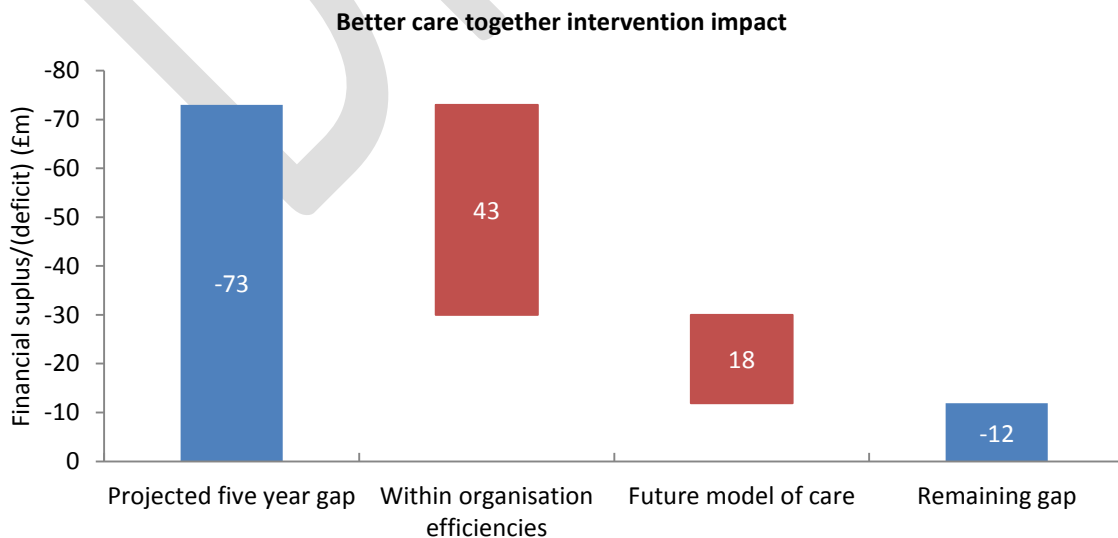 Better care together intervention impact
Financial suplus/(deficit) (£m)
-80
-70
-60
-50
-40
-30
-20
-10
0
-73
43
18
-12
Projected five year gap
Within organisation
efficiencies
Future model of care
Remaining gap